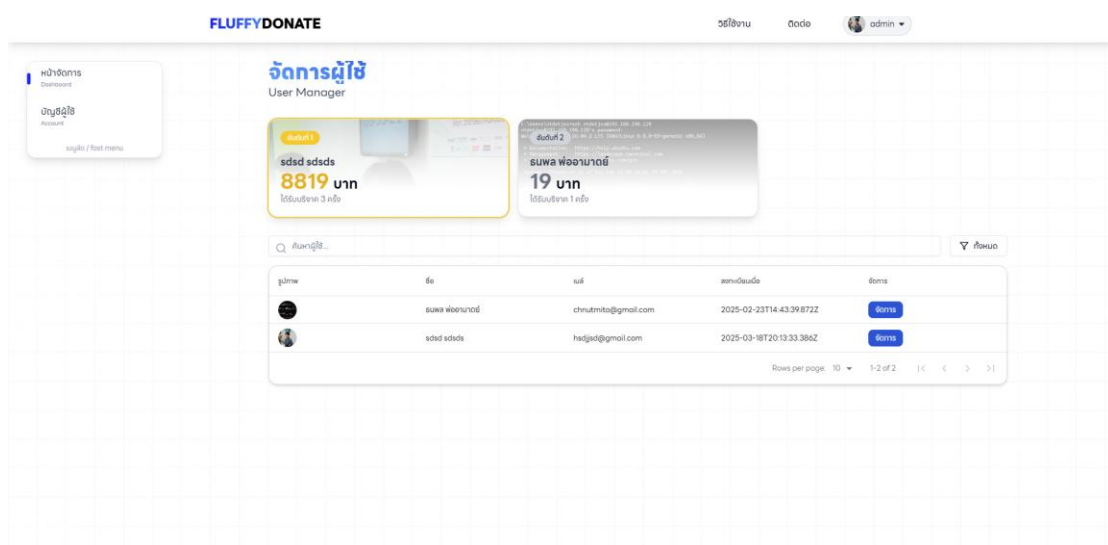 FLUFFYDONATE
วิธีใช้งาน
ติดต่อ
admin
หน้าจัดการ
Dashboard
บัญชีผู้ใช้
Account
เมนูลัด / fast menu
จัดการผู้ใช้
User Manager
อันดับที่ 1
sdsd sdsds
8819 บาท
ได้รับบริจาค 3 ครั้ง
อันดับที่ 2
ธนพล พ่ออามาตย์
19 บาท
ได้รับบริจาค 1 ครั้ง
ค้นหาผู้ใช้...
ทั้งหมด
รูปภาพ ชื่อ เมล์ ลงทะเบียนเมื่อ จัดการ
ธนพล พ่ออามาตย์ chnutmito@gmail.com 2025-02-23T14:43:39.872Z จัดการ
sdsd sdsds hsdjjsd@gmail.com 2025-03-18T20:13:33.386Z จัดการ
Rows per page: 10 1-2 of 2